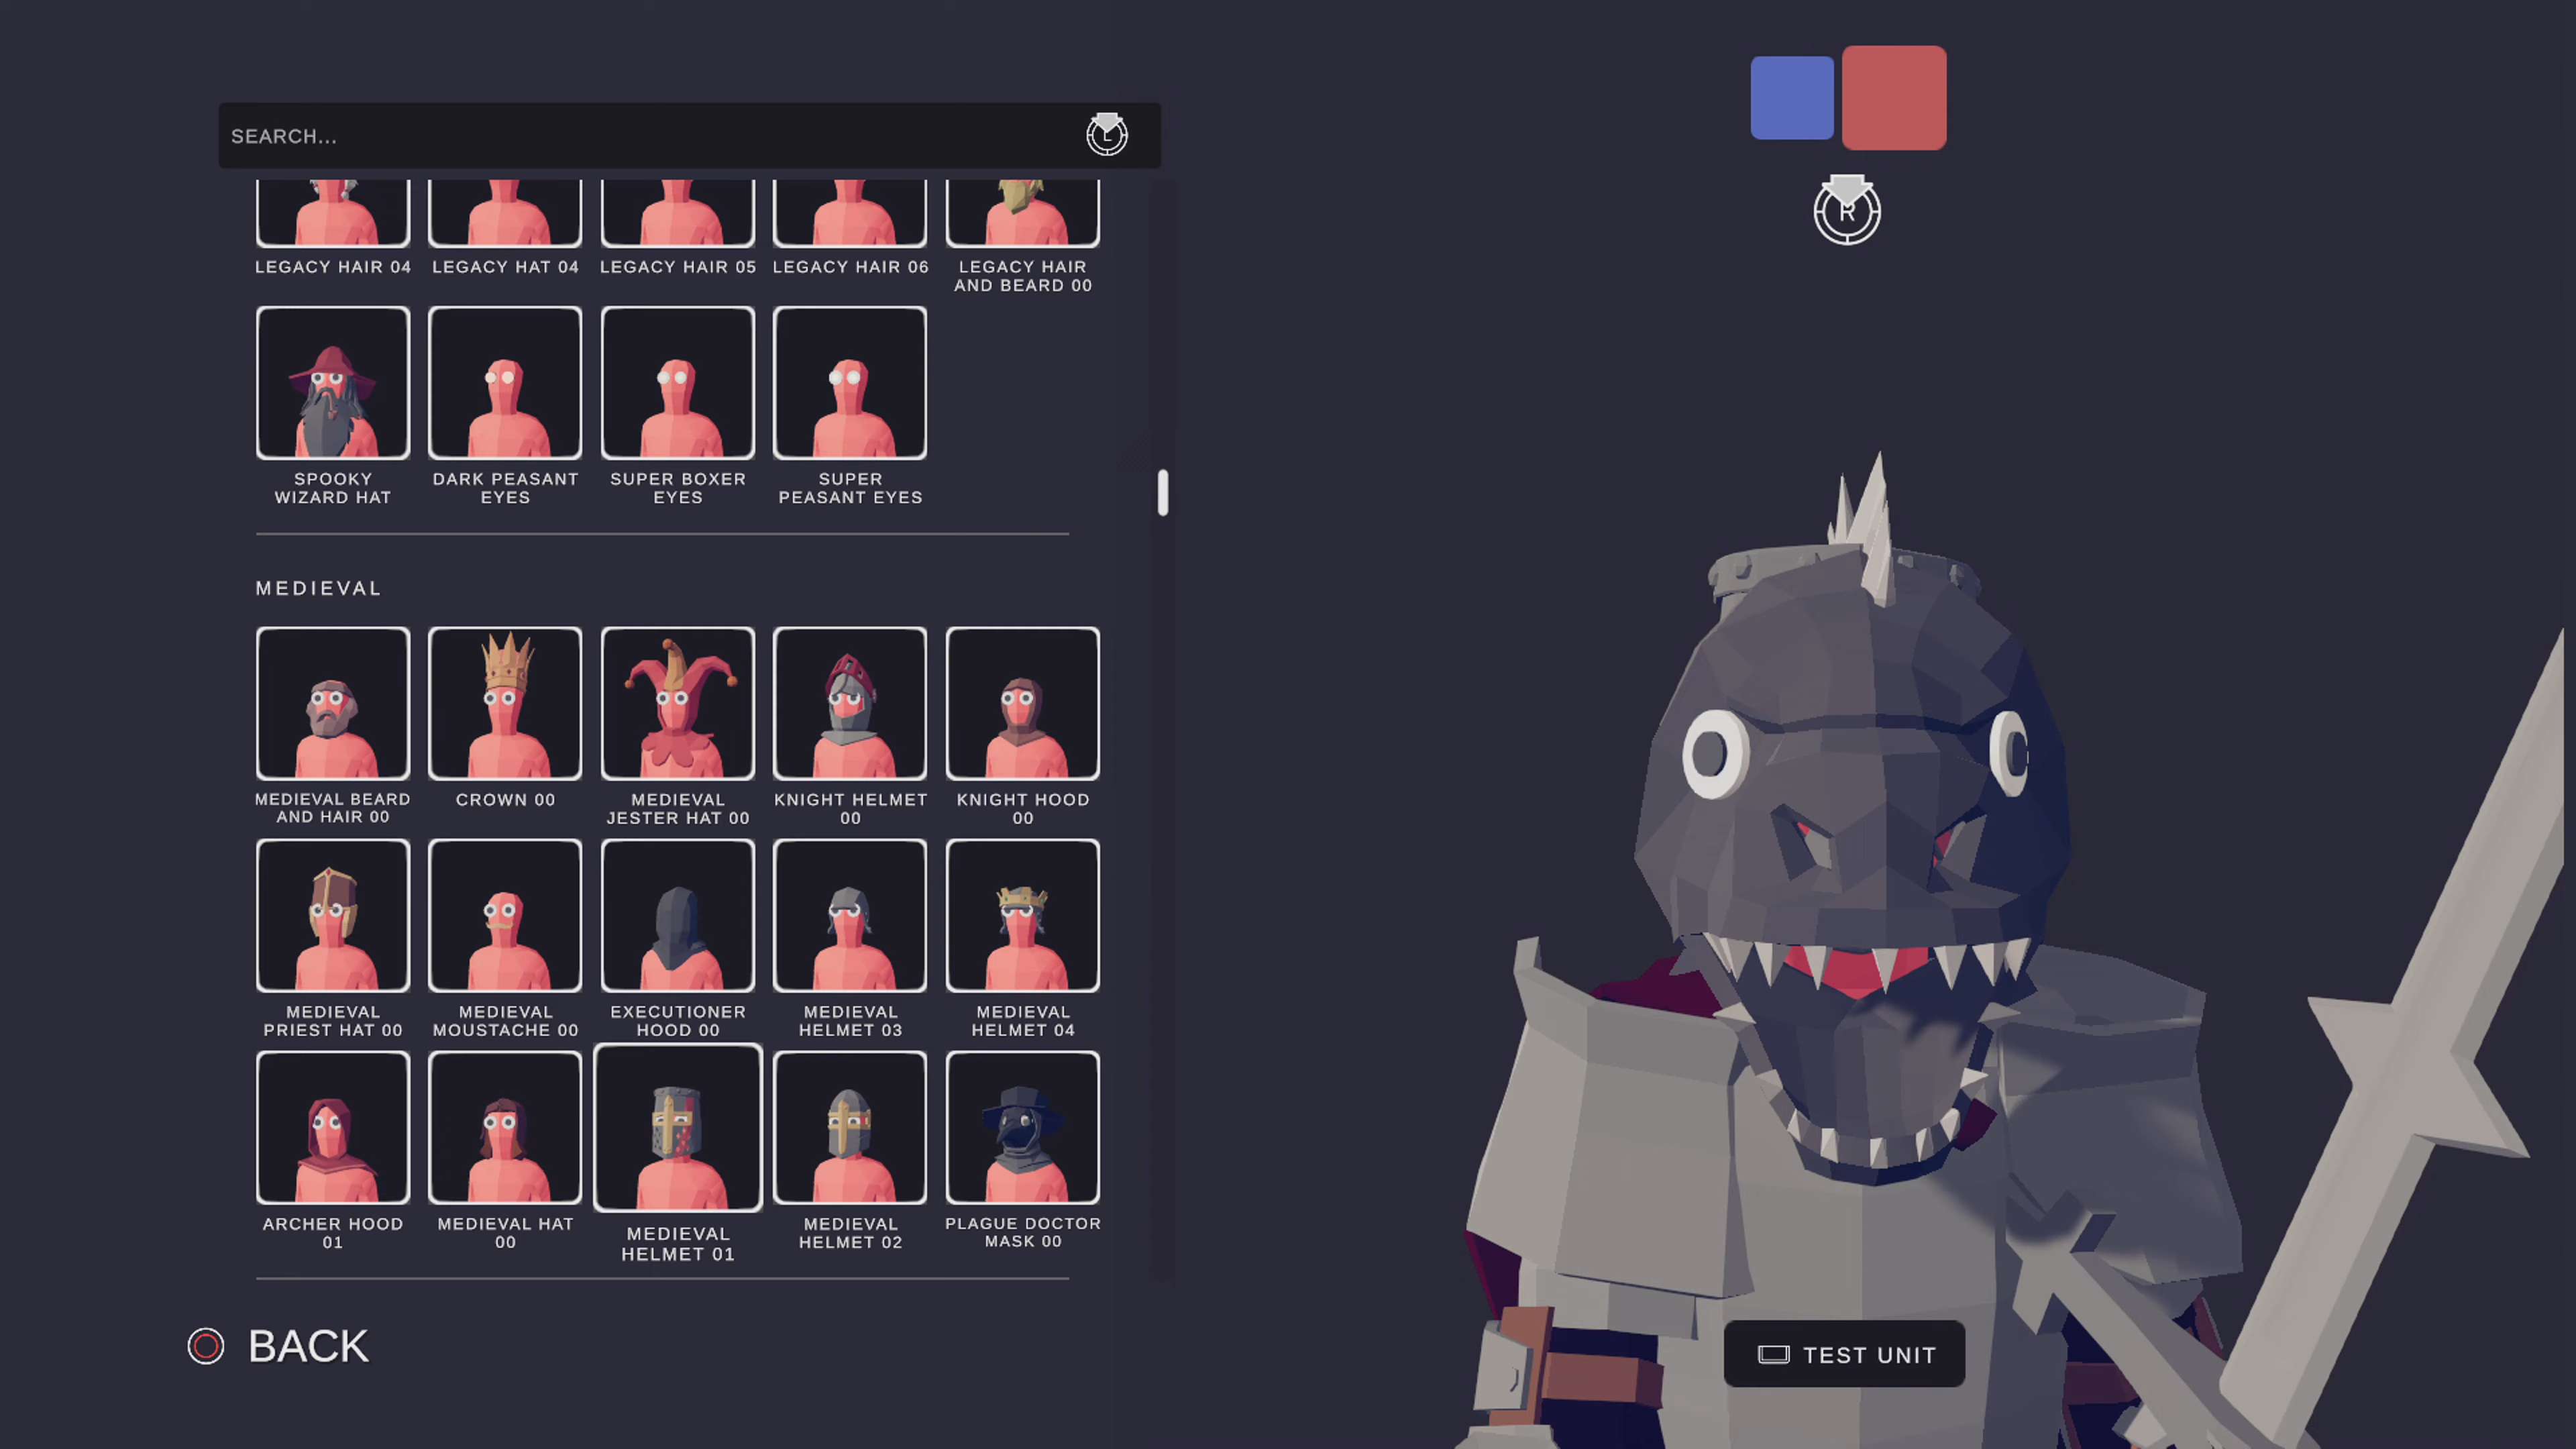 SEARCH...
L
R
LEGACY HAIR 04
LEGACY HAT 04
LEGACY HAIR 05
LEGACY HAIR 06
LEGACY HAIR
AND BEARD 00
SPOOKY
WIZARD HAT
DARK PEASANT
EYES
SUPER BOXER
EYES
SUPER
PEASANT EYES
MEDIEVAL
MEDIEVAL BEARD
AND HAIR 00
CROWN 00
MEDIEVAL
JESTER HAT 00
KNIGHT HELMET
00
KNIGHT HOOD
00
MEDIEVAL
PRIEST HAT 00
MEDIEVAL
MOUSTACHE 00
EXECUTIONER
HOOD 00
MEDIEVAL
HELMET 03
MEDIEVAL
HELMET 04
ARCHER HOOD
01
MEDIEVAL HAT
00
MEDIEVAL
HELMET 01
MEDIEVAL
HELMET 02
PLAGUE DOCTOR
MASK 00
BACK
TEST UNIT